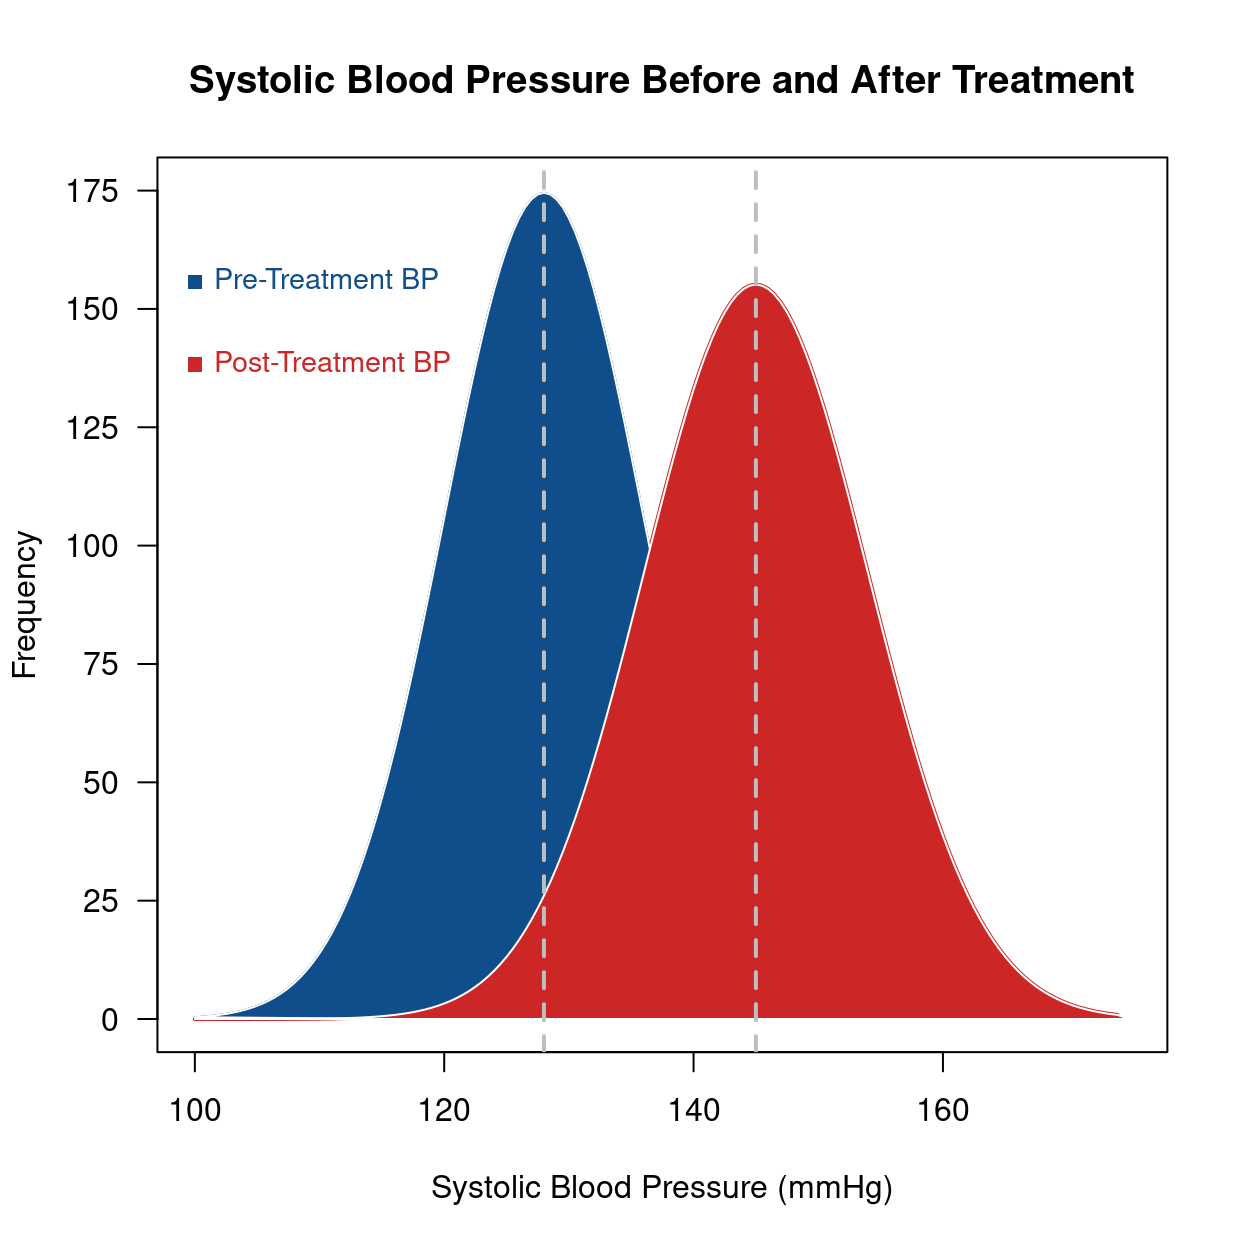 Systolic Blood Pressure Before and After Treatment
175
150
125
100
75
50
25
0
Frequency
Pre-Treatment BP
Post-Treatment BP
100 120 140 160
Systolic Blood Pressure (mmHg)